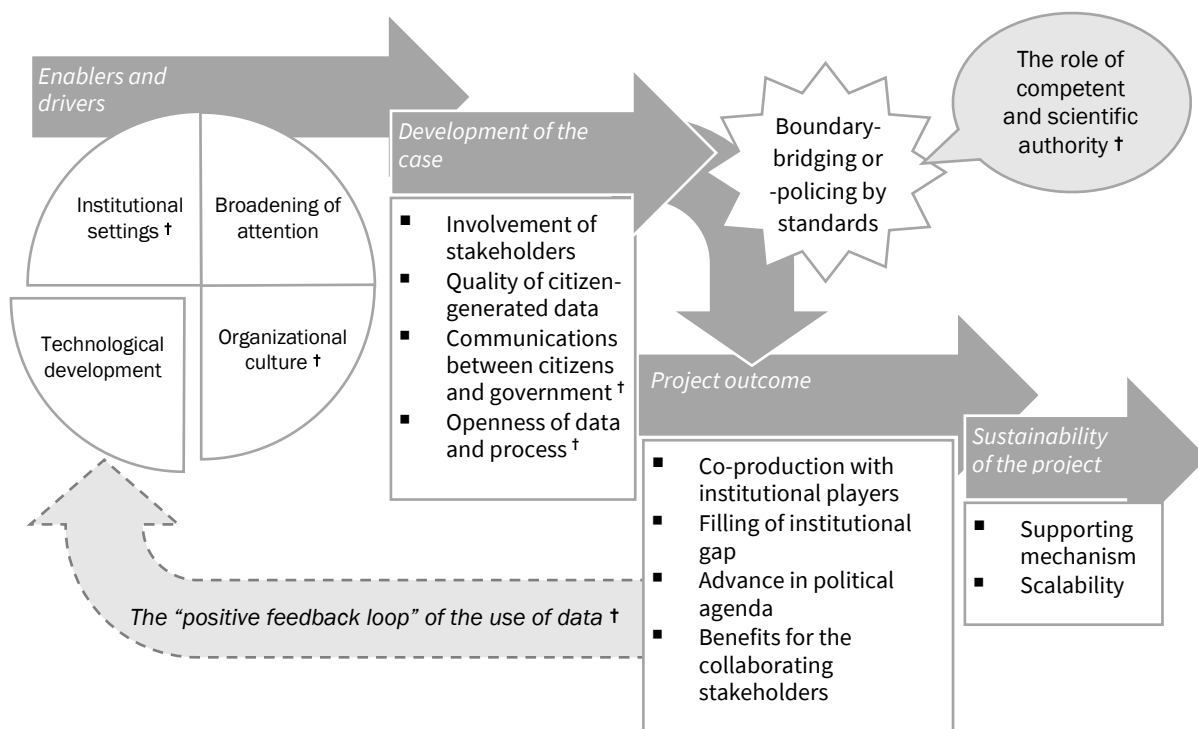 Enablers and
drivers
Institutional
settings †
Broadening of
attention
Technological
development
Organizational
culture †
Development of the
case
▪ Involvement of
stakeholders
▪ Quality of citizen-
generated data
▪ Communications
between citizens
and government †
▪ Openness of data
and process †
Boundary-
bridging or
-policing by
standards
The role of
competent
and scientific
authority †
Project outcome
▪ Co-production with
institutional players
▪ Filling of institutional
gap
▪ Advance in political
agenda
▪ Benefits for the
collaborating
stakeholders
Sustainability
of the project
▪ Supporting
mechanism
▪ Scalability
The “positive feedback loop” of the use of data †